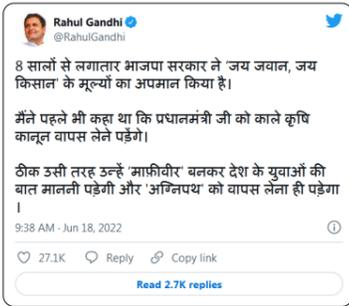 Rahul Gandhi
@RahulGandhi
8 सालों से लगातार भाजपा सरकार ने 'जय जवान, जय
किसान' के मूल्यों का अपमान किया है।
मैंने पहले भी कहा था कि प्रधानमंत्री जी को काले कृषि
कानून वापस लेने पड़ेंगे।
ठीक उसी तरह उन्हें 'माफ़ीवीर' बनकर देश के युवाओं की
बात माननी पड़ेगी और 'अग्निपथ' को वापस लेना ही पड़ेगा
।
9:38 AM · Jun 18, 2022
27.1K Reply Copy link
Read 2.7K replies